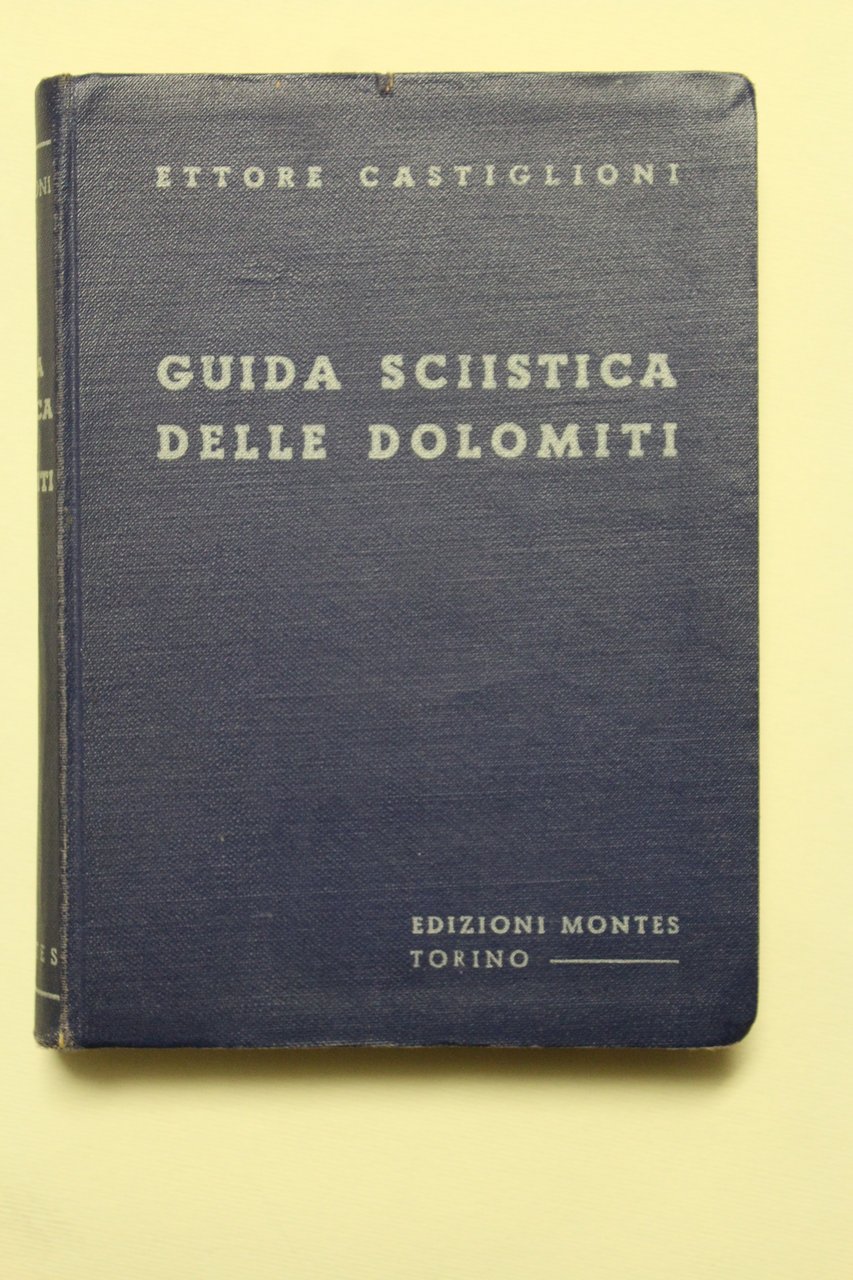 ETTORE CASTIGLIONI
GUIDA SCIISTICA
DELLE DOLOMITI
EDIZIONI MONTES
TORINO